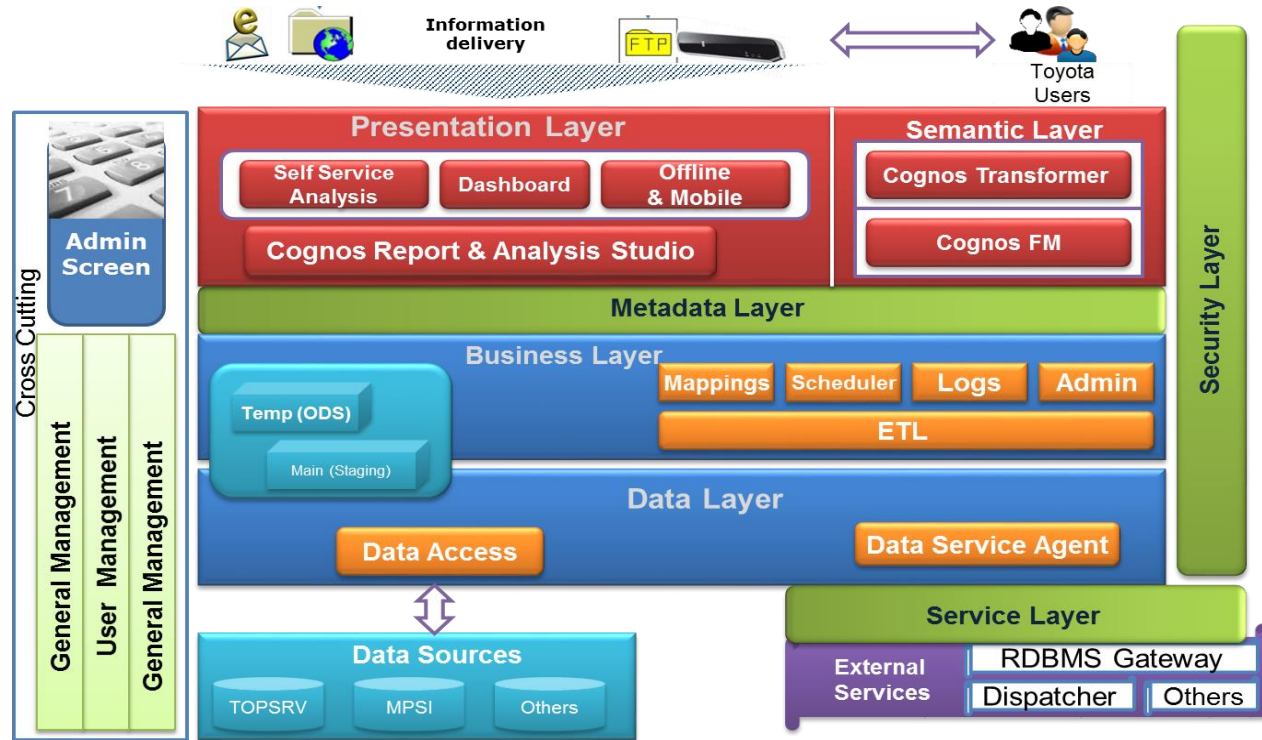 Information
delivery
FTP
Toyota
Users
Presentation Layer
Self Service
Analysis
Dashboard
Offline
& Mobile
Cognos Report & Analysis Studio
Semantic Layer
Cognos Transformer
Cognos FM
Security Layer
Cross Cutting
Admin
Screen
General Management
User Management
General Management
Metadata Layer
Business Layer
Temp (ODS)
Main (Staging)
Mappings
Scheduler
Logs
Admin
ETL
Data Layer
Data Access
Data Service Agent
Data Sources
TOPSRV
MPSI
Others
Service Layer
External
Services
RDBMS Gateway
Dispatcher
Others